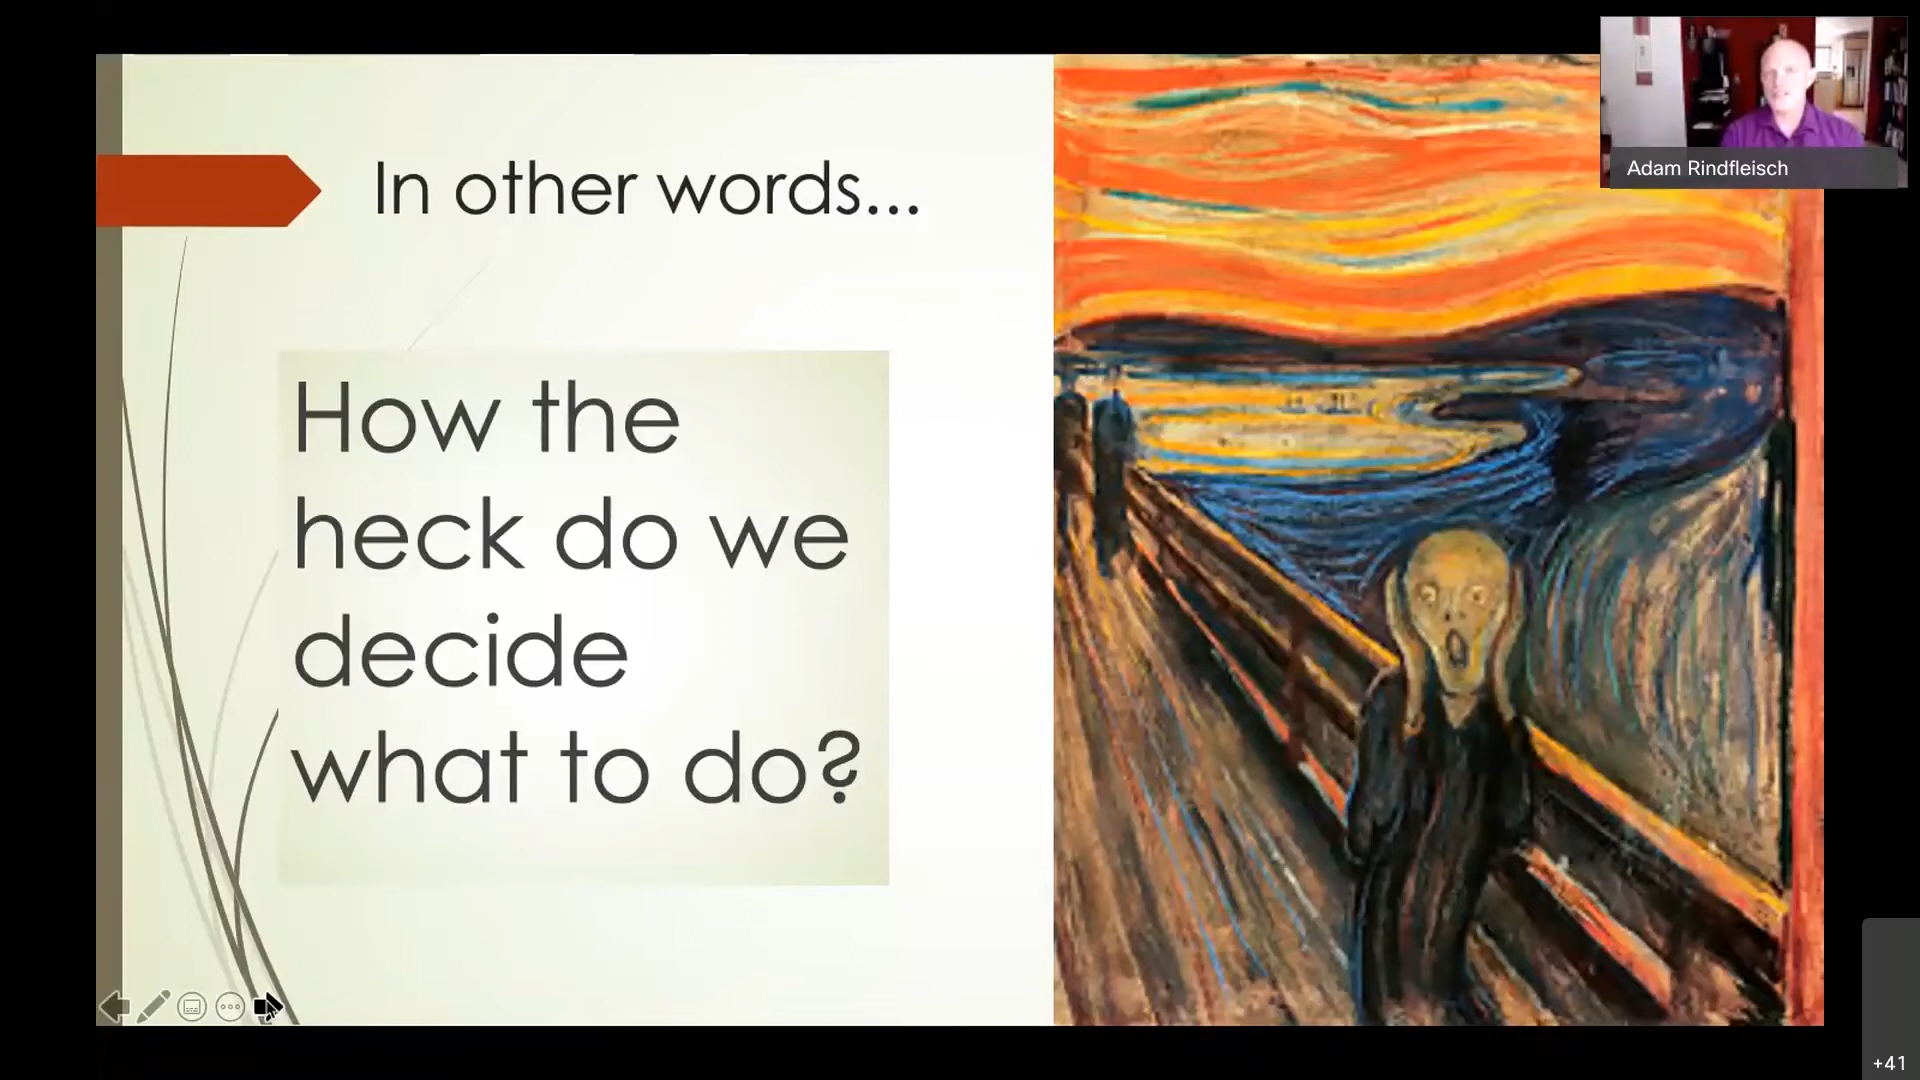 Adam Rindfleisch
In other words...
How the
heck do we
decide
what to do?
+41